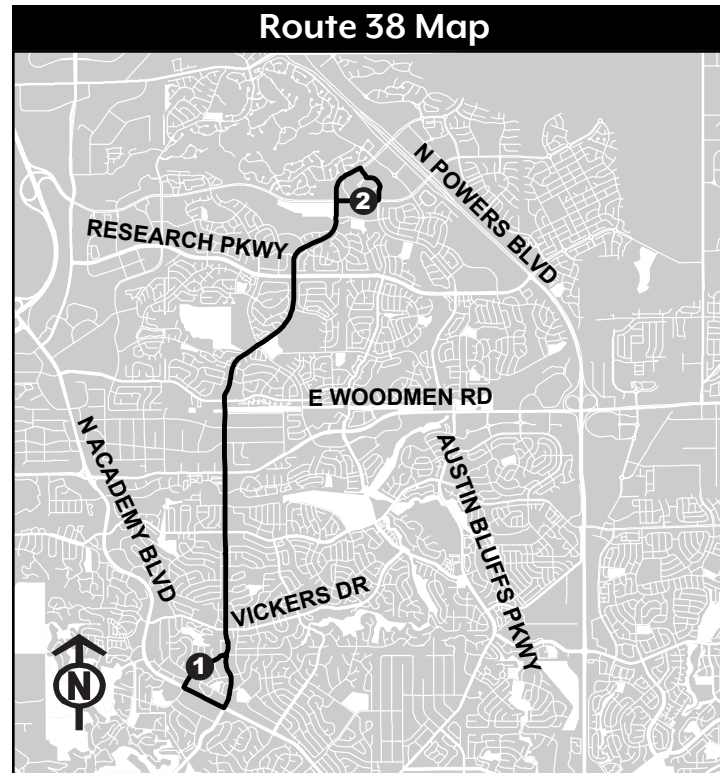 Route 38 Map
N POWERS BLVD
2
RESEARCH PKWY
E WOODMEN RD
N ACADEMY BLVD
AUSTIN BLUFFS PKWY
VICKERS DR
1
N